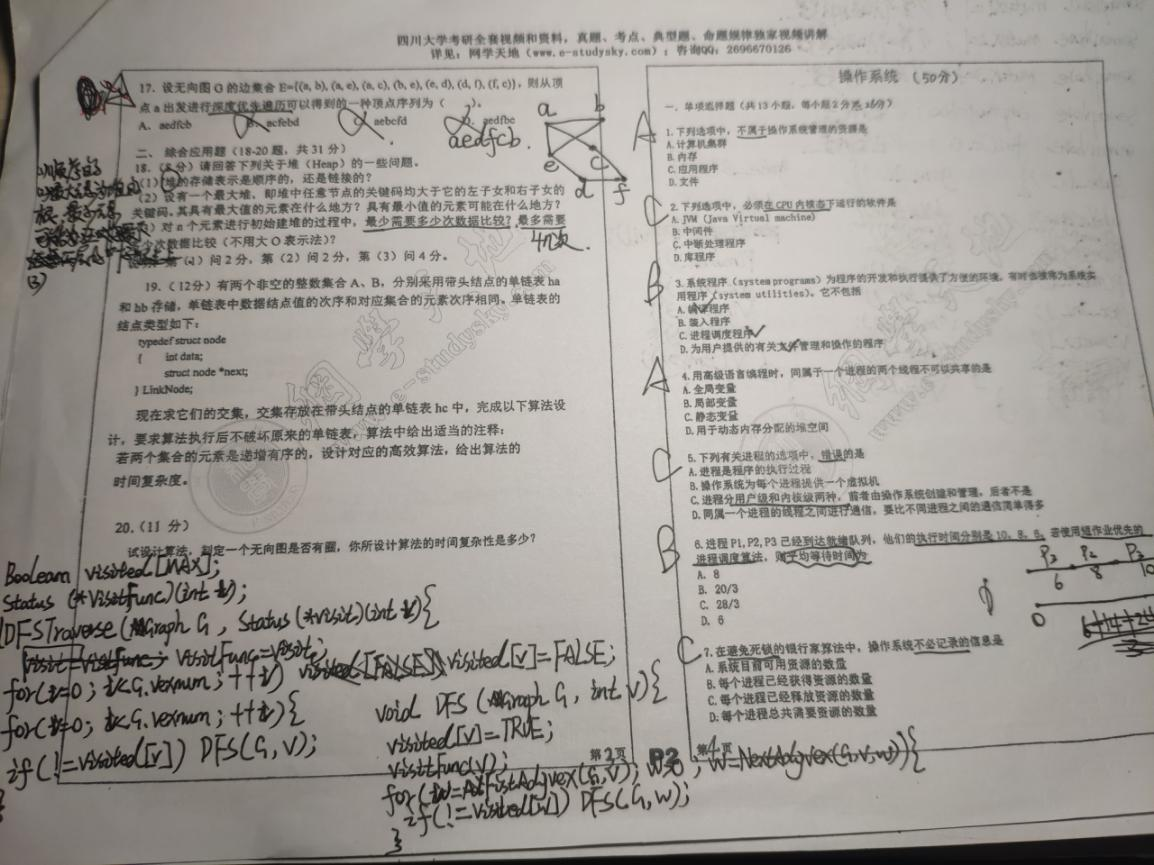 四川大学考研全套视频和资料，真题、考点、典型题、命题规律独家视频讲解
详见：网学天地（www.e-studysky.com）；咨询QQ：2696670126
17. 设无向图 G 的边集合 E={(a, b), (a, e), (a, c), (b, e), (e, d), (d, f), (f, c)}，则从顶
点 a 出发进行深度优先遍历可以得到的一种顶点序列为（ ）。
A. aedfcb B. acfebd C. aebcfd D. aedfbc
aedfcb.
a b
e c
d f
二、 综合应用题（18-20 题，共 31 分）
18.（8 分）请回答下列关于堆（Heap）的一些问题。
（1）堆的存储表示是顺序的，还是链接的？
（2）设有一个最大堆，即堆中任意节点的关键码均大于它的左子女和右子女的
关键码。其具有最大值的元素在什么地方？具有最小值的元素可能在什么地方？
（3）对 n 个元素进行初始建堆的过程中，最少需要多少次数据比较？最多需要
多少次数据比较（不用大 O 表示法）？
4n次.
第（1）问 2 分，第（2）问 2 分，第（3）问 4 分。
(3)
19.（12分）有两个非空的整数集合 A、B，分别采用带头结点的单链表 ha
和 hb 存储，单链表中数据结点值的次序和对应集合的元素次序相同。单链表的
结点类型如下：
typedef struct node
{ int data;
struct node *next;
} LinkNode;
现在求它们的交集，交集存放在带头结点的单链表 hc 中，完成以下算法设
计，要求算法执行后不破坏原来的单链表，算法中给出适当的注释：
若两个集合的元素是递增有序的，设计对应的高效算法，给出算法的
时间复杂度。
20.（11 分）
试设计算法，判定一个无向图是否有圈，你所设计算法的时间复杂性是多少？
Boolean visited[MAX];
Status (*VisitFunc)(int v);
DFSTraverse(Graph G, Status(*visit)(int v){
VisitFunc=visit;
visited[v]=FALSE;
for(v=0; v<G.vexnum; ++v)
for(v=0; v<G.vexnum; ++v){
if(!=visited[v]) DFS(G,v);
void DFS(Graph G, int v){
visited[v]=TRUE;
visitFunc(v);
for(w=FistAdjvex(G,v); w≥0; w=NextAdjvex(G,v,w)){
if(!=visited[w]) DFS(G,w);
}
第3页
操作系统 （50分）
一、单项选择题（共 13 小题，每小题 2 分共 26分）
A
1. 下列选项中，不属于操作系统管理的资源是
A. 计算机集群
B. 内存
C. 应用程序
D. 文件
C
2. 下列选项中，必须在 CPU 内核态下运行的软件是
A. JVM（Java Virtual machine）
B. 中间件
C. 中断处理程序
D. 库程序
B
3. 系统程序（system programs）为程序的开发和执行提供了方便的环境，有时也被称为系统实
用程序（system utilities）。它不包括
A. 编译程序
B. 装入程序
C. 进程调度程序
D. 为用户提供的有关文件管理和操作的程序
A
4. 用高级语言编程时，同属于一个进程的两个线程不可以共享的是
A. 全局变量
B. 局部变量
C. 静态变量
D. 用于动态内存分配的堆空间
C
5. 下列有关进程的选项中，错误的是
A. 进程是程序的执行过程
B. 操作系统为每个进程提供一个虚拟机
C. 进程分用户级和内核级两种，前者由操作系统创建和管理，后者不是
D. 同属一个进程的线程之间进行通信，要比不同进程之间的通信简单得多
B
6. 进程 P1, P2, P3 已经到达就绪队列，他们的执行时间分别是 10、8、6，若使用短作业优先的
进程调度算法，则平均等待时间为
A. 8
B. 20/3
C. 28/3
D. 6
P3 P2 P1
6 8 10
0
C
7. 在避免死锁的银行家算法中，操作系统不必记录的信息是
A. 系统目前可用资源的数量
B. 每个进程已经获得资源的数量
C. 每个进程已经释放资源的数量
D. 每个进程总共需要资源的数量
P2
第4页